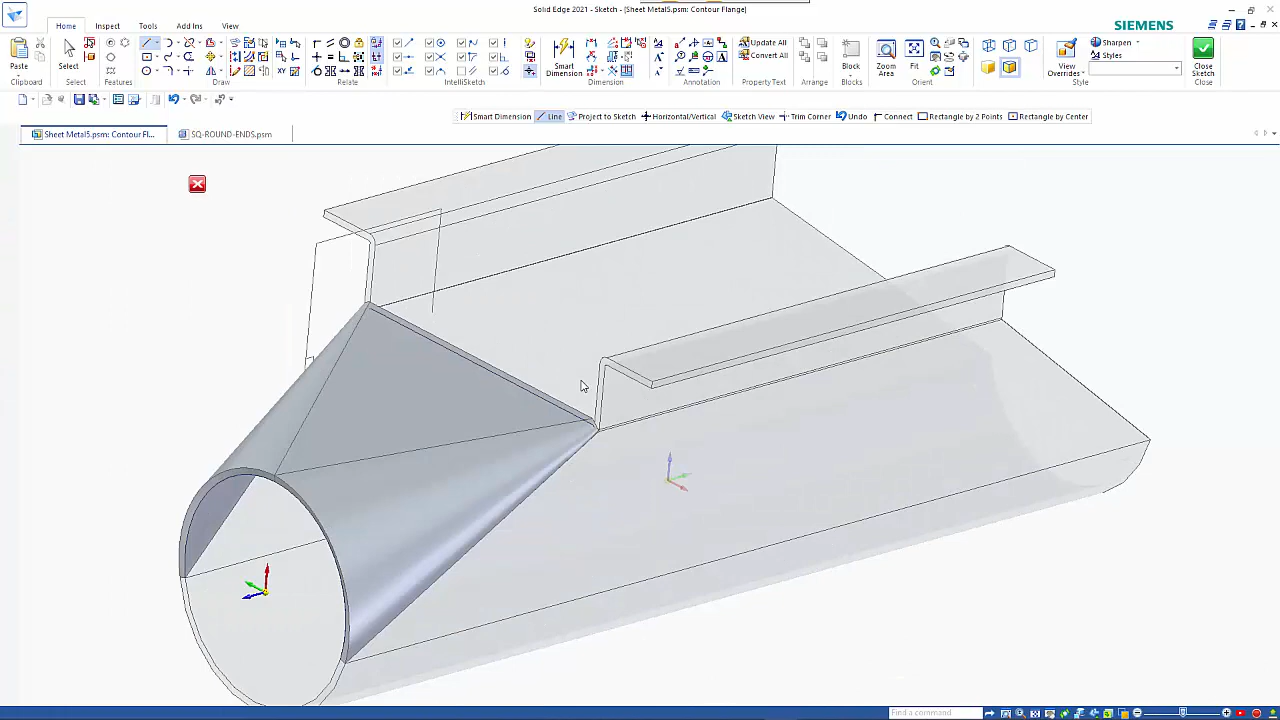 Solid Edge 2021 - Sketch - [Sheet Metal5.psm: Contour Flange]
Home Inspect Tools Add Ins View
SIEMENS
Paste
Select
Smart Dimension
Update All
Convert All
Block
Zoom Area
Fit
View Overrides
Sharpen
Styles
Close Sketch
Clipboard Select Features Draw Relate IntelliSketch Dimension Annotation PropertyText Arrange Blocks Orient Style Close
Smart Dimension Line Project to Sketch Horizontal/Vertical Sketch View Trim Corner Undo Connect Rectangle by 2 Points Rectangle by Center
Sheet Metal5.psm: Contour Fl... SQ-ROUND-ENDS.psm
Find a command